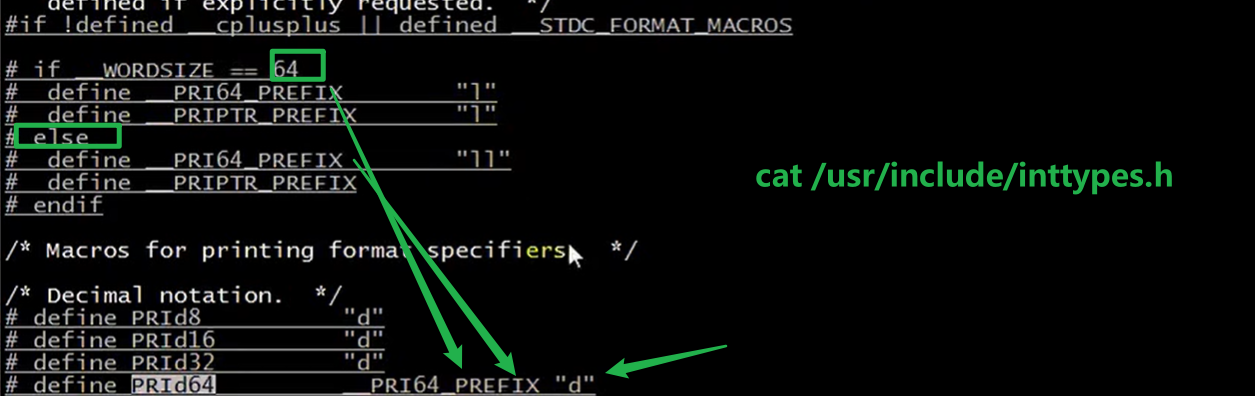 defined if explicitly requested.  */
#if !defined __cplusplus || defined __STDC_FORMAT_MACROS
# if __WORDSIZE == 64
#  define __PRI64_PREFIX        "l"
#  define __PRIPTR_PREFIX       "l"
# else
#  define __PRI64_PREFIX        "ll"
#  define __PRIPTR_PREFIX
# endif
cat /usr/include/inttypes.h
/* Macros for printing format specifiers   */
/* Decimal notation.  */
# define PRId8          "d"
# define PRId16         "d"
# define PRId32         "d"
# define PRId64         __PRI64_PREFIX "d"